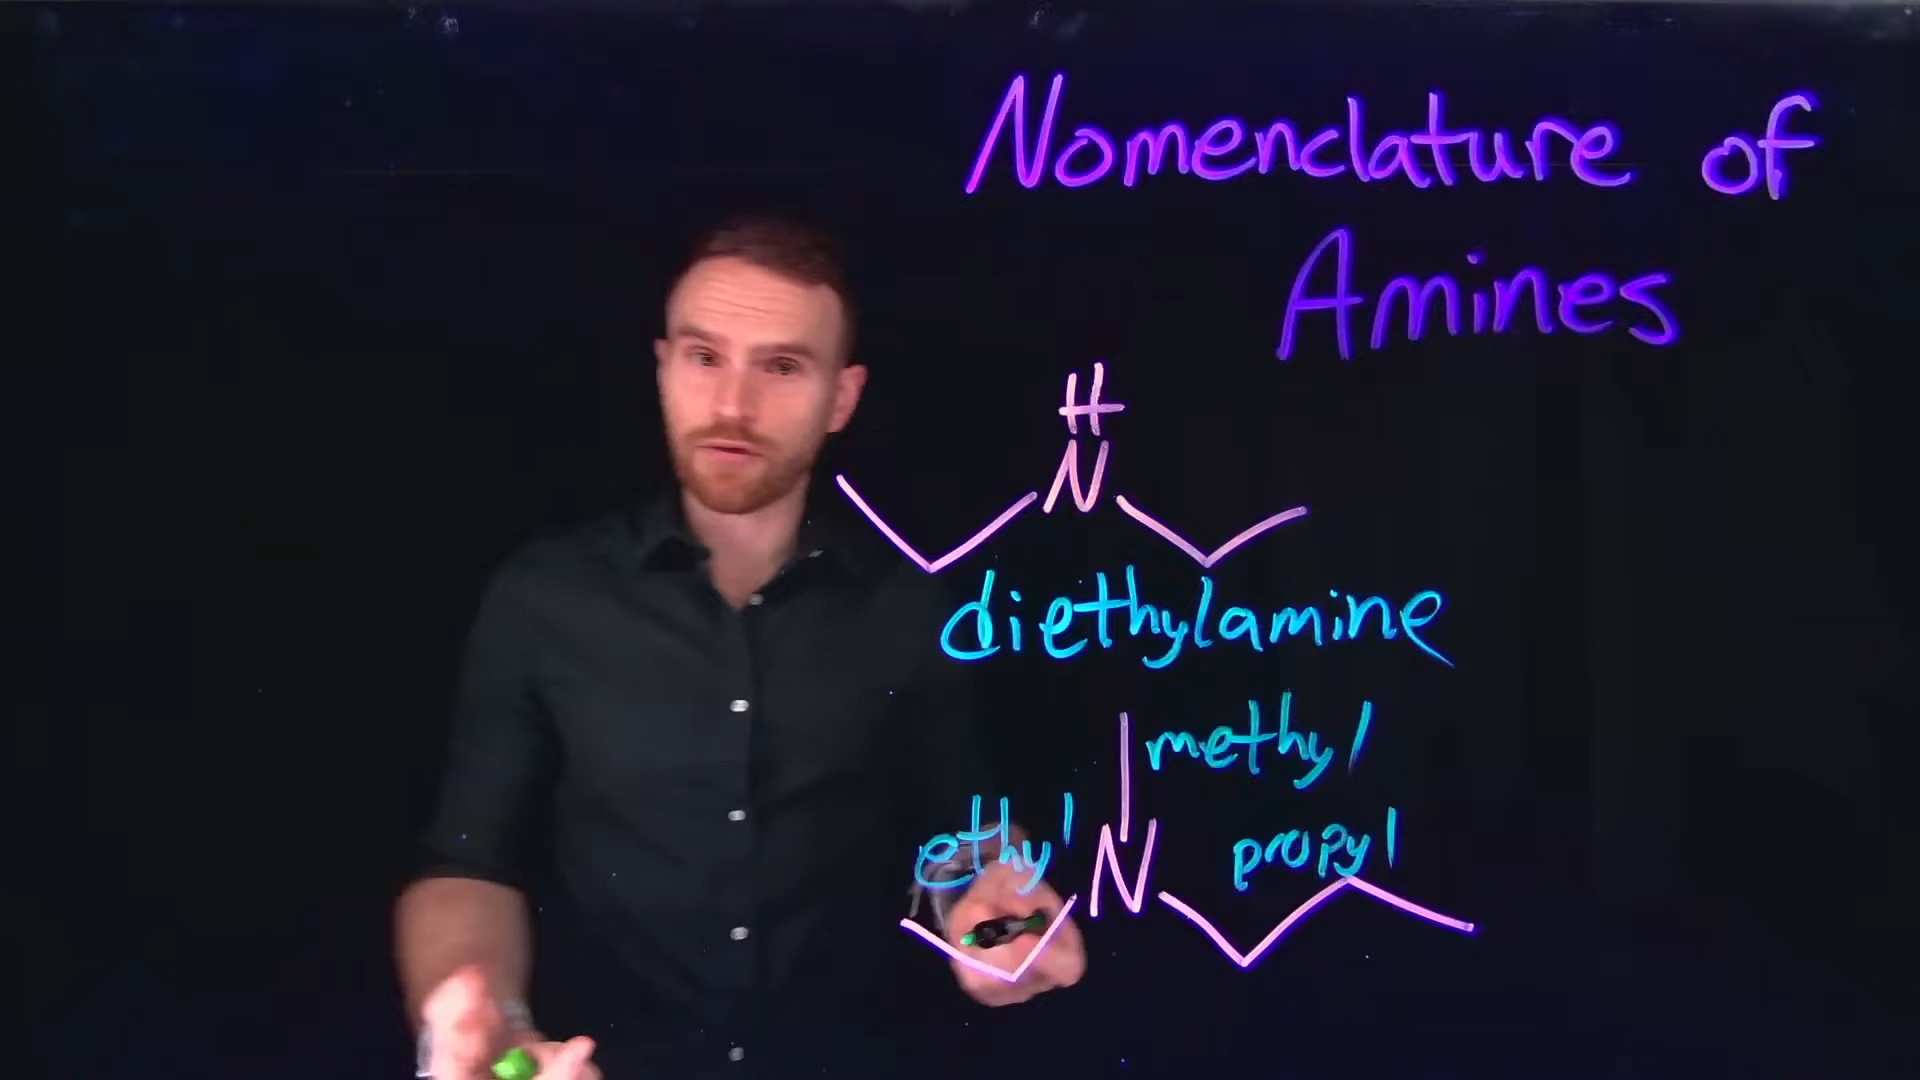 Nomenclature of
Amines
H
N
diethylamine
methyl
ethyl N propyl